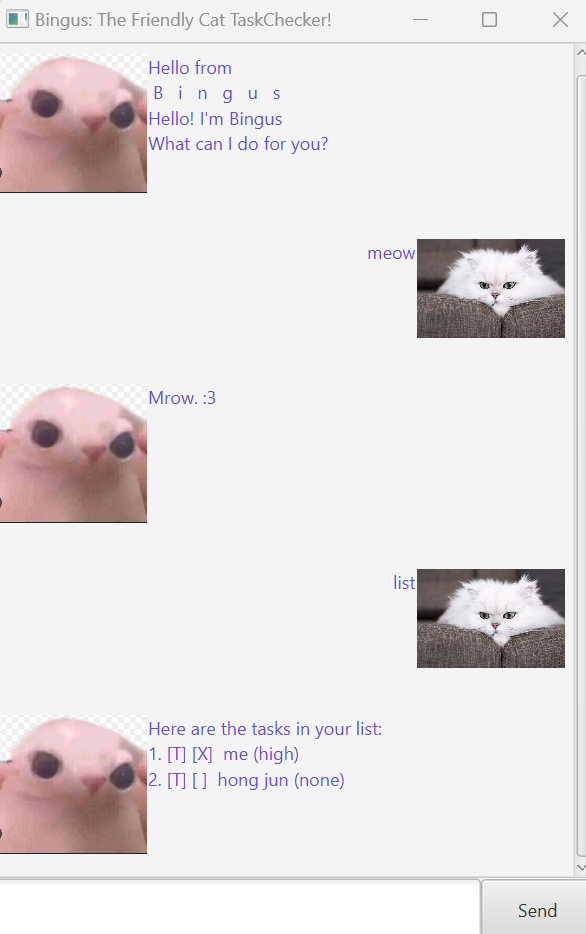 Bingus: The Friendly Cat TaskChecker!
Hello from
B i n g u s
Hello! I'm Bingus
What can I do for you?
meow
Mrow. :3
list
Here are the tasks in your list:
1. [T] [X]  me (high)
2. [T] [ ]  hong jun (none)
Send